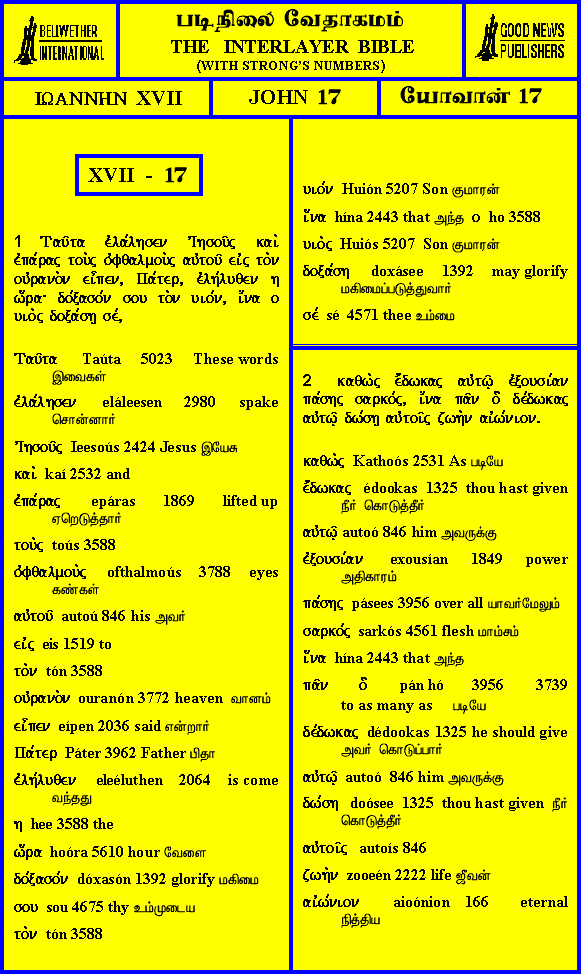 BELLWETHER
INTERNATIONAL
படிநிலை வேதாகமம்
THE INTERLAYER BIBLE
(WITH STRONG'S NUMBERS)
GOOD NEWS
PUBLISHERS
ΙΩΑΝΝΗΝ XVII
JOHN 17
யோவான் 17
XVII - 17
1 Ταῦτα ἐλάλησεν Ἰησοῦς καὶ
ἐπάρας τοὺς ὀφθαλμοὺς αὐτοῦ εἰς τὸν
οὐρανὸν εἶπεν, Πάτερ, ἐλήλυθεν η
ὥρα· δόξασόν σου τὸν υιόν, ἵνα ο
υιὸς δοξάσῃ σέ,
Ταῦτα Taúta 5023 These words
இவைகள்
ἐλάλησεν eláleesen 2980 spake
சொன்னார்
Ἰησοῦς Ieesoús 2424 Jesus இயேசு
καὶ kaí 2532 and
ἐπάρας epáras 1869 lifted up
ஏறெடுத்தார்
τοὺς toús 3588
ὀφθαλμοὺς ofthalmoús 3788 eyes
கண்கள்
αὐτοῦ autoú 846 his அவர்
εἰς eis 1519 to
τὸν tón 3588
οὐρανὸν ouranón 3772 heaven வானம்
εἶπεν eípen 2036 said என்றார்
Πάτερ Páter 3962 Father பிதா
ἐλήλυθεν eleéluthen 2064 is come
வந்தது
η hee 3588 the
ὥρα hoóra 5610 hour வேளை
δόξασόν dóxasón 1392 glorify மகிமை
σου sou 4675 thy உம்முடைய
τὸν tón 3588
υιόν Huión 5207 Son குமாரன்
ἵνα hína 2443 that அந்த ο ho 3588
υιὸς Huiós 5207 Son குமாரன்
δοξάσῃ doxásee 1392 may glorify
மகிமைப்படுத்துவார்
σέ sé 4571 thee உம்மை
2 καθὼς ἔδωκας αὐτῷ ἐξουσίαν
πάσης σαρκός, ἵνα πᾶν ὃ δέδωκας
αὐτῷ δώσῃ αὐτοῖς ζωὴν αἰώνιον.
καθὼς Kathoós 2531 As படியே
ἔδωκας édookas 1325 thou hast given
நீர் கொடுத்தீர்
αὐτῷ autoó 846 him அவருக்கு
ἐξουσίαν exousían 1849 power
அதிகாரம்
πάσης pásees 3956 over all யாவர்மேலும்
σαρκός sarkós 4561 flesh மாம்சம்
ἵνα hína 2443 that அந்த
πᾶν ὃ pán hó 3956 3739
to as many as படியே
δέδωκας dédookas 1325 he should give
அவர் கொடுப்பார்
αὐτῷ autoó 846 him அவருக்கு
δώσῃ doósee 1325 thou hast given நீர்
கொடுத்தீர்
αὐτοῖς autoís 846
ζωὴν zooeén 2222 life ஜீவன்
αἰώνιον aioónion 166 eternal
நித்திய